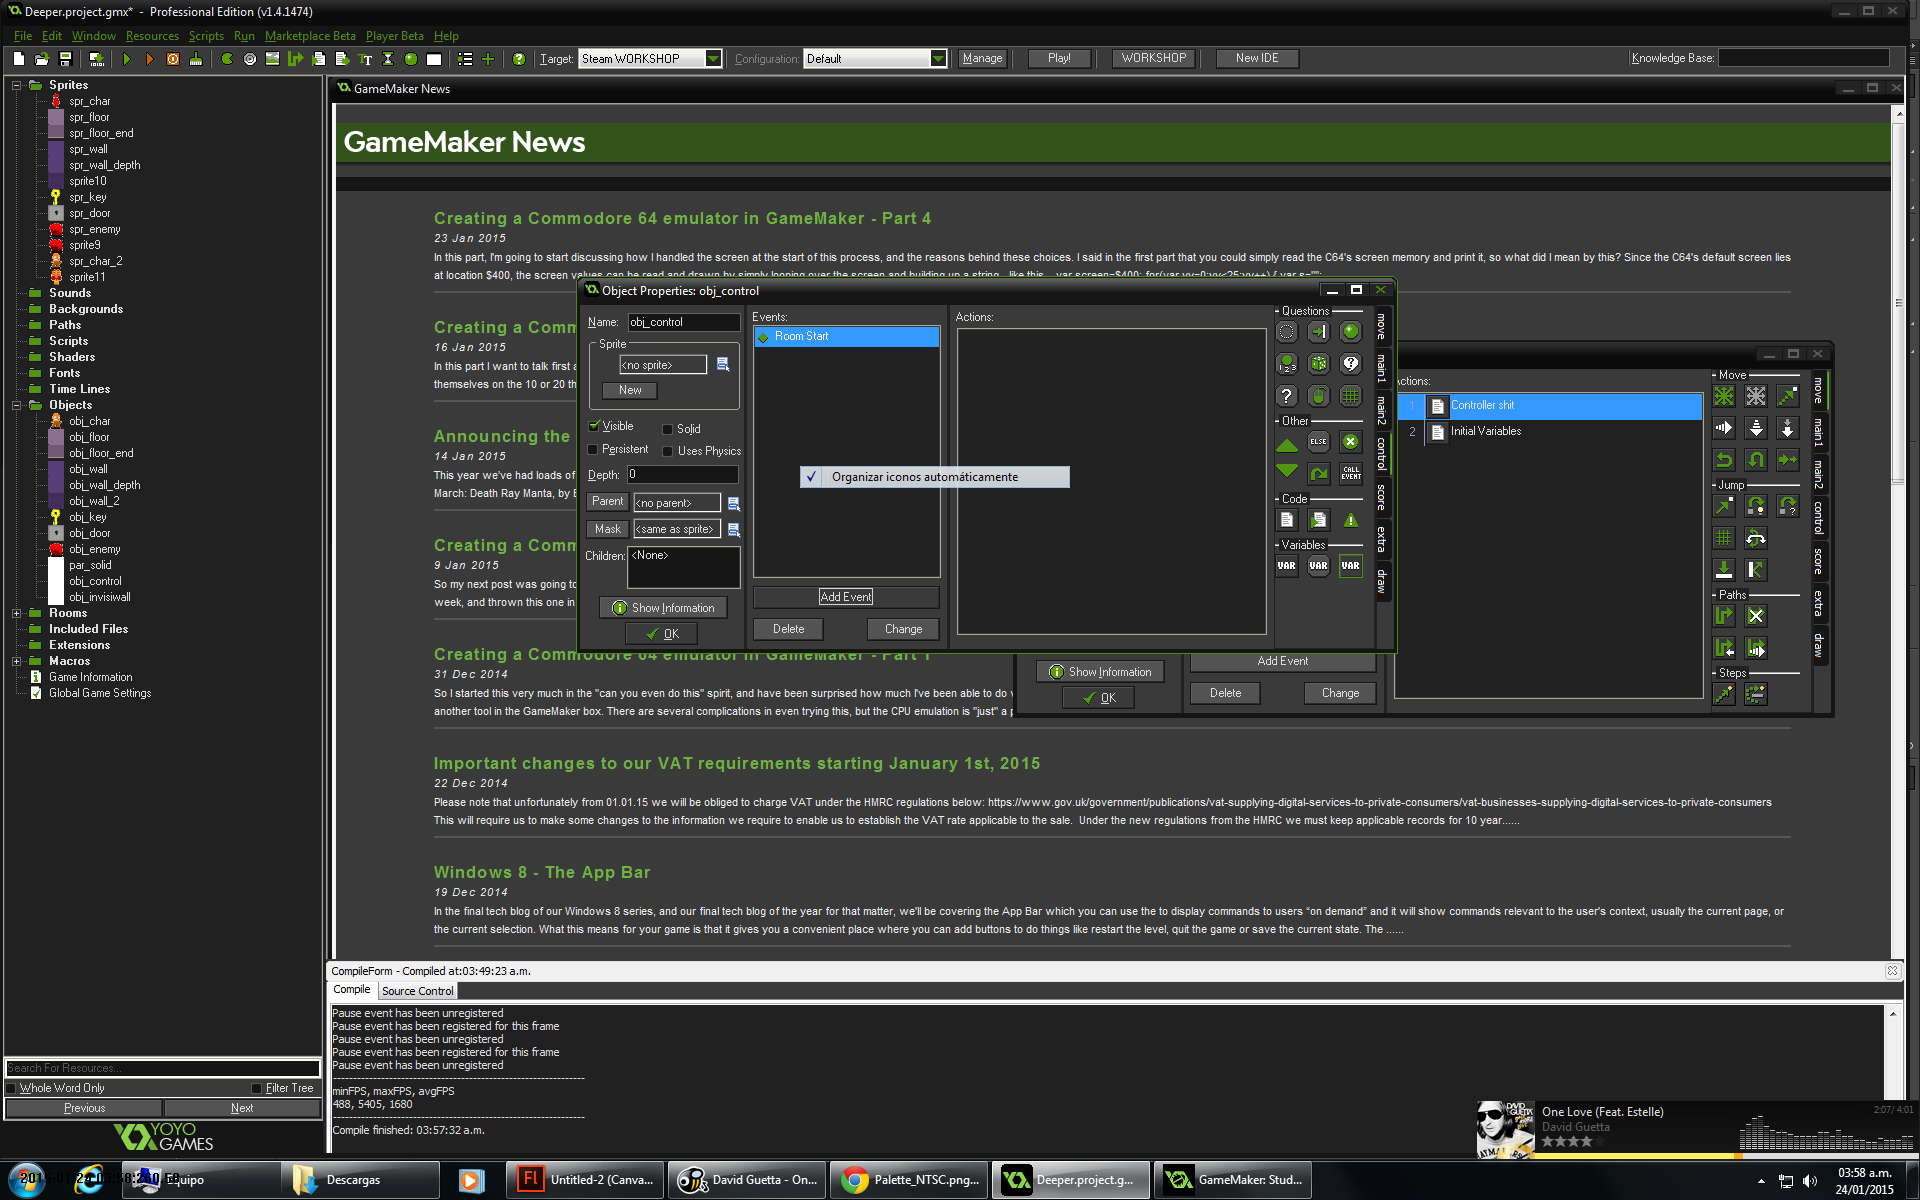 Deeper.project.gmx* - Professional Edition (v1.4.1474)
File Edit Window Resources Scripts Run Marketplace Beta Player Beta Help
Target: Steam WORKSHOP Configuration: Default Manage Play! WORKSHOP New IDE Knowledge Base:
Sprites
spr_char
spr_floor
spr_floor_end
spr_wall
spr_wall_depth
sprite10
spr_key
spr_door
spr_enemy
sprite9
spr_char_2
sprite11
Sounds
Backgrounds
Paths
Scripts
Shaders
Fonts
Time Lines
Objects
obj_char
obj_floor
obj_floor_end
obj_wall
obj_wall_depth
obj_wall_2
obj_key
obj_door
obj_enemy
par_solid
obj_control
obj_invisiwall
Rooms
Included Files
Extensions
Macros
Game Information
Global Game Settings
Search For Resources...
Whole Word Only Filter Tree
Previous Next
YOYO
GAMES
GameMaker News
GameMaker News
Creating a Commodore 64 emulator in GameMaker - Part 4
23 Jan 2015
In this part, I'm going to start discussing how I handled the screen at the start of this process, and the reasons behind these choices. I said in the first part that you could simply read the C64's screen memory and print it, so what did I mean by this? Since the C64's default screen lies
at location $400, the screen values can be read and drawn by simply looping over the screen and building up a string... like this... var screen=$400; for(var yy=0;yy<25;yy++) { var s="";
Creating a Comm
16 Jan 2015
In this part I want to talk first a
themselves on the 10 or 20 th
Announcing the
14 Jan 2015
This year we've had loads of
March: Death Ray Manta, by B
Creating a Comm
9 Jan 2015
So my next post was going to
week, and thrown this one in
Creating a Commodore 64 emulator in GameMaker - Part 1
31 Dec 2014
So I started this very much in the "can you even do this" spirit, and have been surprised how much I've been able to do w
another tool in the GameMaker box. There are several complications in even trying this, but the CPU emulation is "just" a p
Important changes to our VAT requirements starting January 1st, 2015
22 Dec 2014
Please note that unfortunately from 01.01.15 we will be obliged to charge VAT under the HMRC regulations below: https://www.gov.uk/government/publications/vat-supplying-digital-services-to-private-consumers/vat-businesses-supplying-digital-services-to-private-consumers
This will require us to make some changes to the information we require to enable us to establish the VAT rate applicable to the sale. Under the new regulations from the HMRC we must keep applicable records for 10 year......
Windows 8 - The App Bar
19 Dec 2014
In the final tech blog of our Windows 8 series, and our final tech blog of the year for that matter, we'll be covering the App Bar which you can use the to display commands to users "on demand" and it will show commands relevant to the user's context, usually the current page, or
the current selection. What this means for your game is that it gives you a convenient place where you can add buttons to do things like restart the level, quit the game or save the current state. The ......
Object Properties: obj_control
Name: obj_control
Sprite
<no sprite>
New
Visible Solid
Persistent Uses Physics
Depth: 0
Parent <no parent>
Mask <same as sprite>
Children: <None>
Show Information
OK
Events:
Room Start
Add Event
Delete Change
Organizar iconos automáticamente
Actions:
Questions
Other
ELSE
CALL EVENT
Code
Variables
VAR VAR VAR
move
main1
main2
control
score
extra
draw
Show Information
OK
Add Event
Delete Change
Actions:
1 Controller shit
2 Initial Variables
Move
Jump
Paths
Steps
move
main1
main2
control
score
extra
draw
CompileForm - Compiled at:03:49:23 a.m.
Compile Source Control
Pause event has been unregistered
Pause event has been registered for this frame
Pause event has been unregistered
Pause event has been registered for this frame
Pause event has been unregistered
minFPS, maxFPS, avgFPS
488, 5405, 1680
Compile finished: 03:57:32 a.m.
One Love (Feat. Estelle) 2:07/ 4:01
David Guetta
Equipo
Descargas
Untitled-2 (Canva...
David Guetta - On...
Palette_NTSC.png...
Deeper.project.g...
GameMaker: Stud...
03:58 a.m.
24/01/2015